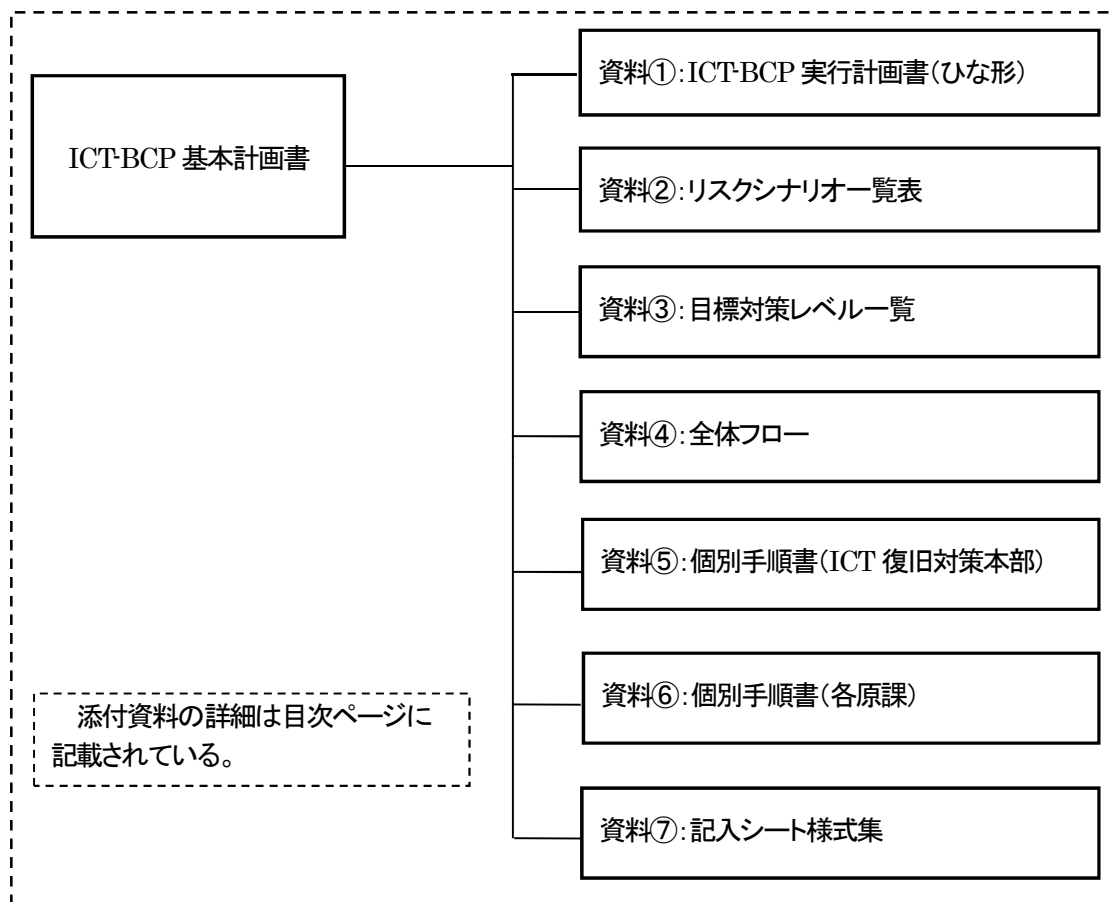 ICT-BCP 基本計画書
資料①:ICT-BCP 実行計画書(ひな形)
資料②:リスクシナリオ一覧表
資料③:目標対策レベル一覧
資料④:全体フロー
資料⑤:個別手順書(ICT 復旧対策本部)
資料⑥:個別手順書(各原課)
資料⑦:記入シート様式集
添付資料の詳細は目次ページに
記載されている。